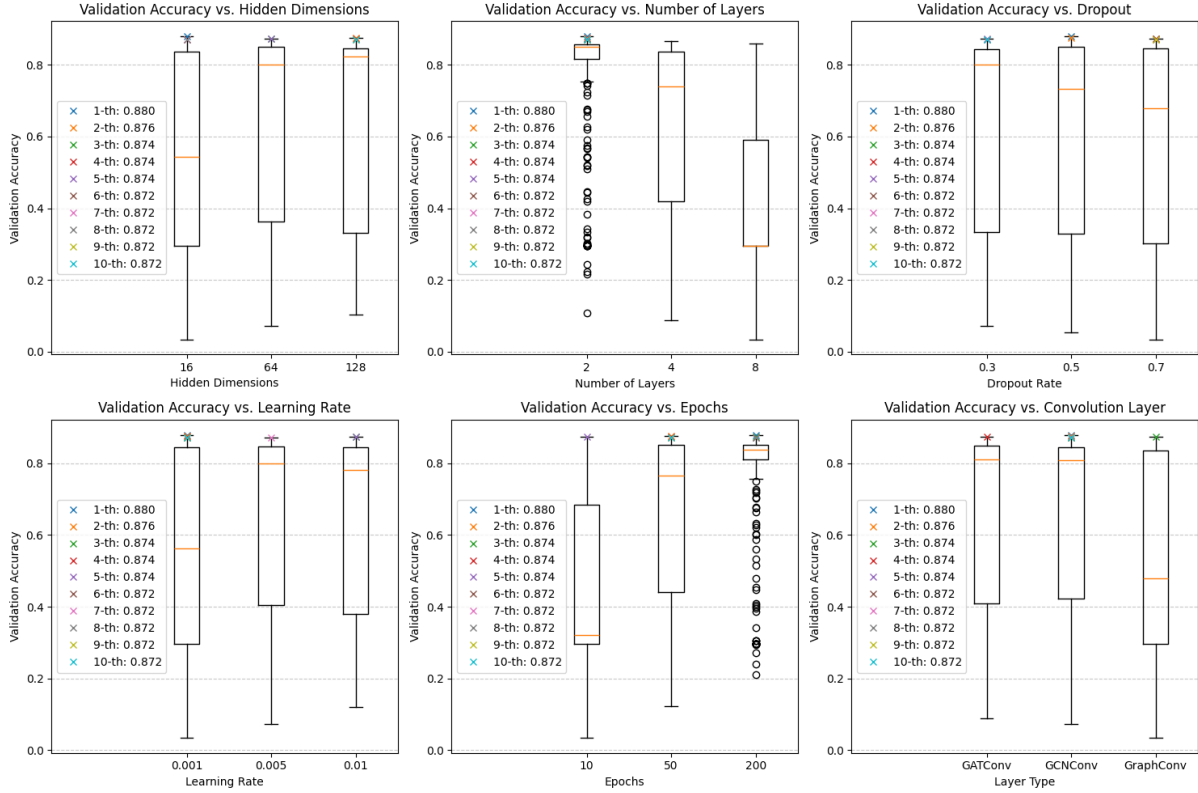 Validation Accuracy vs. Hidden Dimensions
Validation Accuracy
0.8
0.6
0.4
0.2
0.0
1-th: 0.880
2-th: 0.876
3-th: 0.874
4-th: 0.874
5-th: 0.874
6-th: 0.872
7-th: 0.872
8-th: 0.872
9-th: 0.872
10-th: 0.872
16 64 128
Hidden Dimensions
Validation Accuracy vs. Number of Layers
Validation Accuracy
0.8
0.6
0.4
0.2
0.0
1-th: 0.880
2-th: 0.876
3-th: 0.874
4-th: 0.874
5-th: 0.874
6-th: 0.872
7-th: 0.872
8-th: 0.872
9-th: 0.872
10-th: 0.872
2 4 8
Number of Layers
Validation Accuracy vs. Dropout
Validation Accuracy
0.8
0.6
0.4
0.2
0.0
1-th: 0.880
2-th: 0.876
3-th: 0.874
4-th: 0.874
5-th: 0.874
6-th: 0.872
7-th: 0.872
8-th: 0.872
9-th: 0.872
10-th: 0.872
0.3 0.5 0.7
Dropout Rate
Validation Accuracy vs. Learning Rate
Validation Accuracy
0.8
0.6
0.4
0.2
0.0
1-th: 0.880
2-th: 0.876
3-th: 0.874
4-th: 0.874
5-th: 0.874
6-th: 0.872
7-th: 0.872
8-th: 0.872
9-th: 0.872
10-th: 0.872
0.001 0.005 0.01
Learning Rate
Validation Accuracy vs. Epochs
Validation Accuracy
0.8
0.6
0.4
0.2
0.0
1-th: 0.880
2-th: 0.876
3-th: 0.874
4-th: 0.874
5-th: 0.874
6-th: 0.872
7-th: 0.872
8-th: 0.872
9-th: 0.872
10-th: 0.872
10 50 200
Epochs
Validation Accuracy vs. Convolution Layer
Validation Accuracy
0.8
0.6
0.4
0.2
0.0
1-th: 0.880
2-th: 0.876
3-th: 0.874
4-th: 0.874
5-th: 0.874
6-th: 0.872
7-th: 0.872
8-th: 0.872
9-th: 0.872
10-th: 0.872
GATConv GCNConv GraphConv
Layer Type